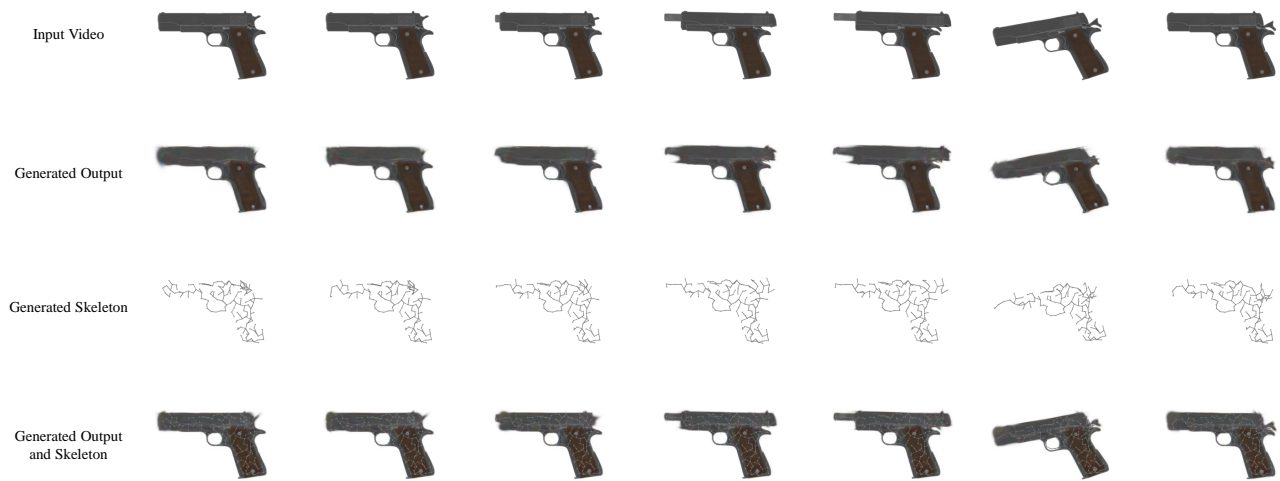 Input Video
Generated Output
Generated Skeleton
Generated Output
and Skeleton